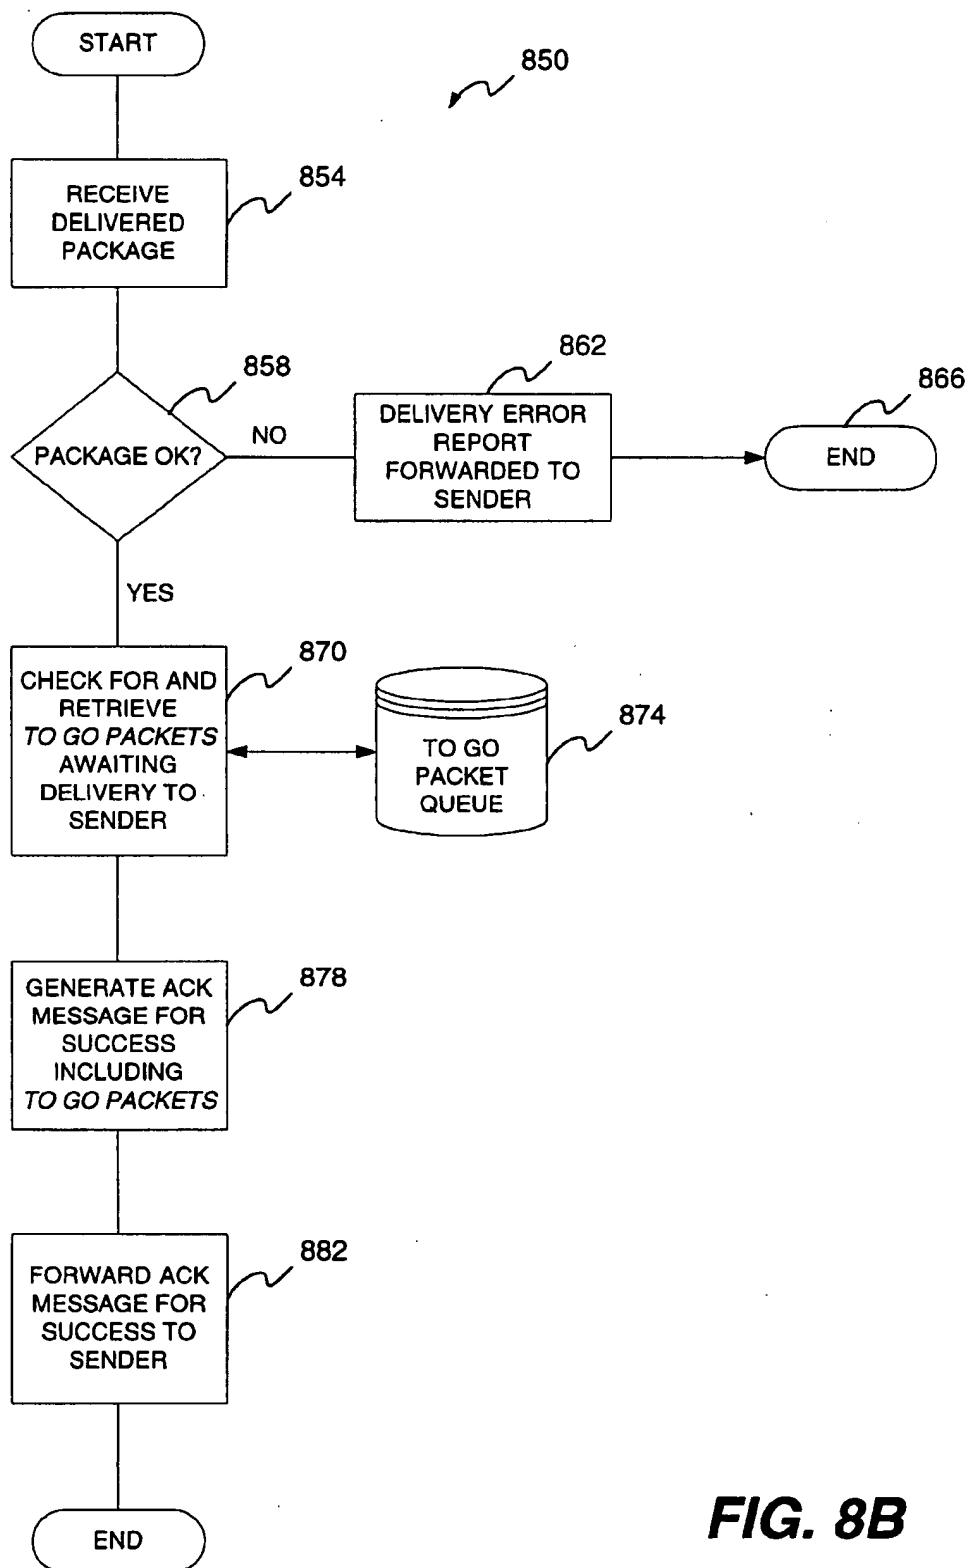 START
850
RECEIVE
DELIVERED
PACKAGE
854
858
PACKAGE OK?
NO
862
DELIVERY ERROR
REPORT
FORWARDED TO
SENDER
866
END
YES
870
CHECK FOR AND
RETRIEVE
TO GO PACKETS
AWAITING
DELIVERY TO
SENDER
874
TO GO
PACKET
QUEUE
878
GENERATE ACK
MESSAGE FOR
SUCCESS
INCLUDING
TO GO PACKETS
882
FORWARD ACK
MESSAGE FOR
SUCCESS TO
SENDER
END
FIG. 8B